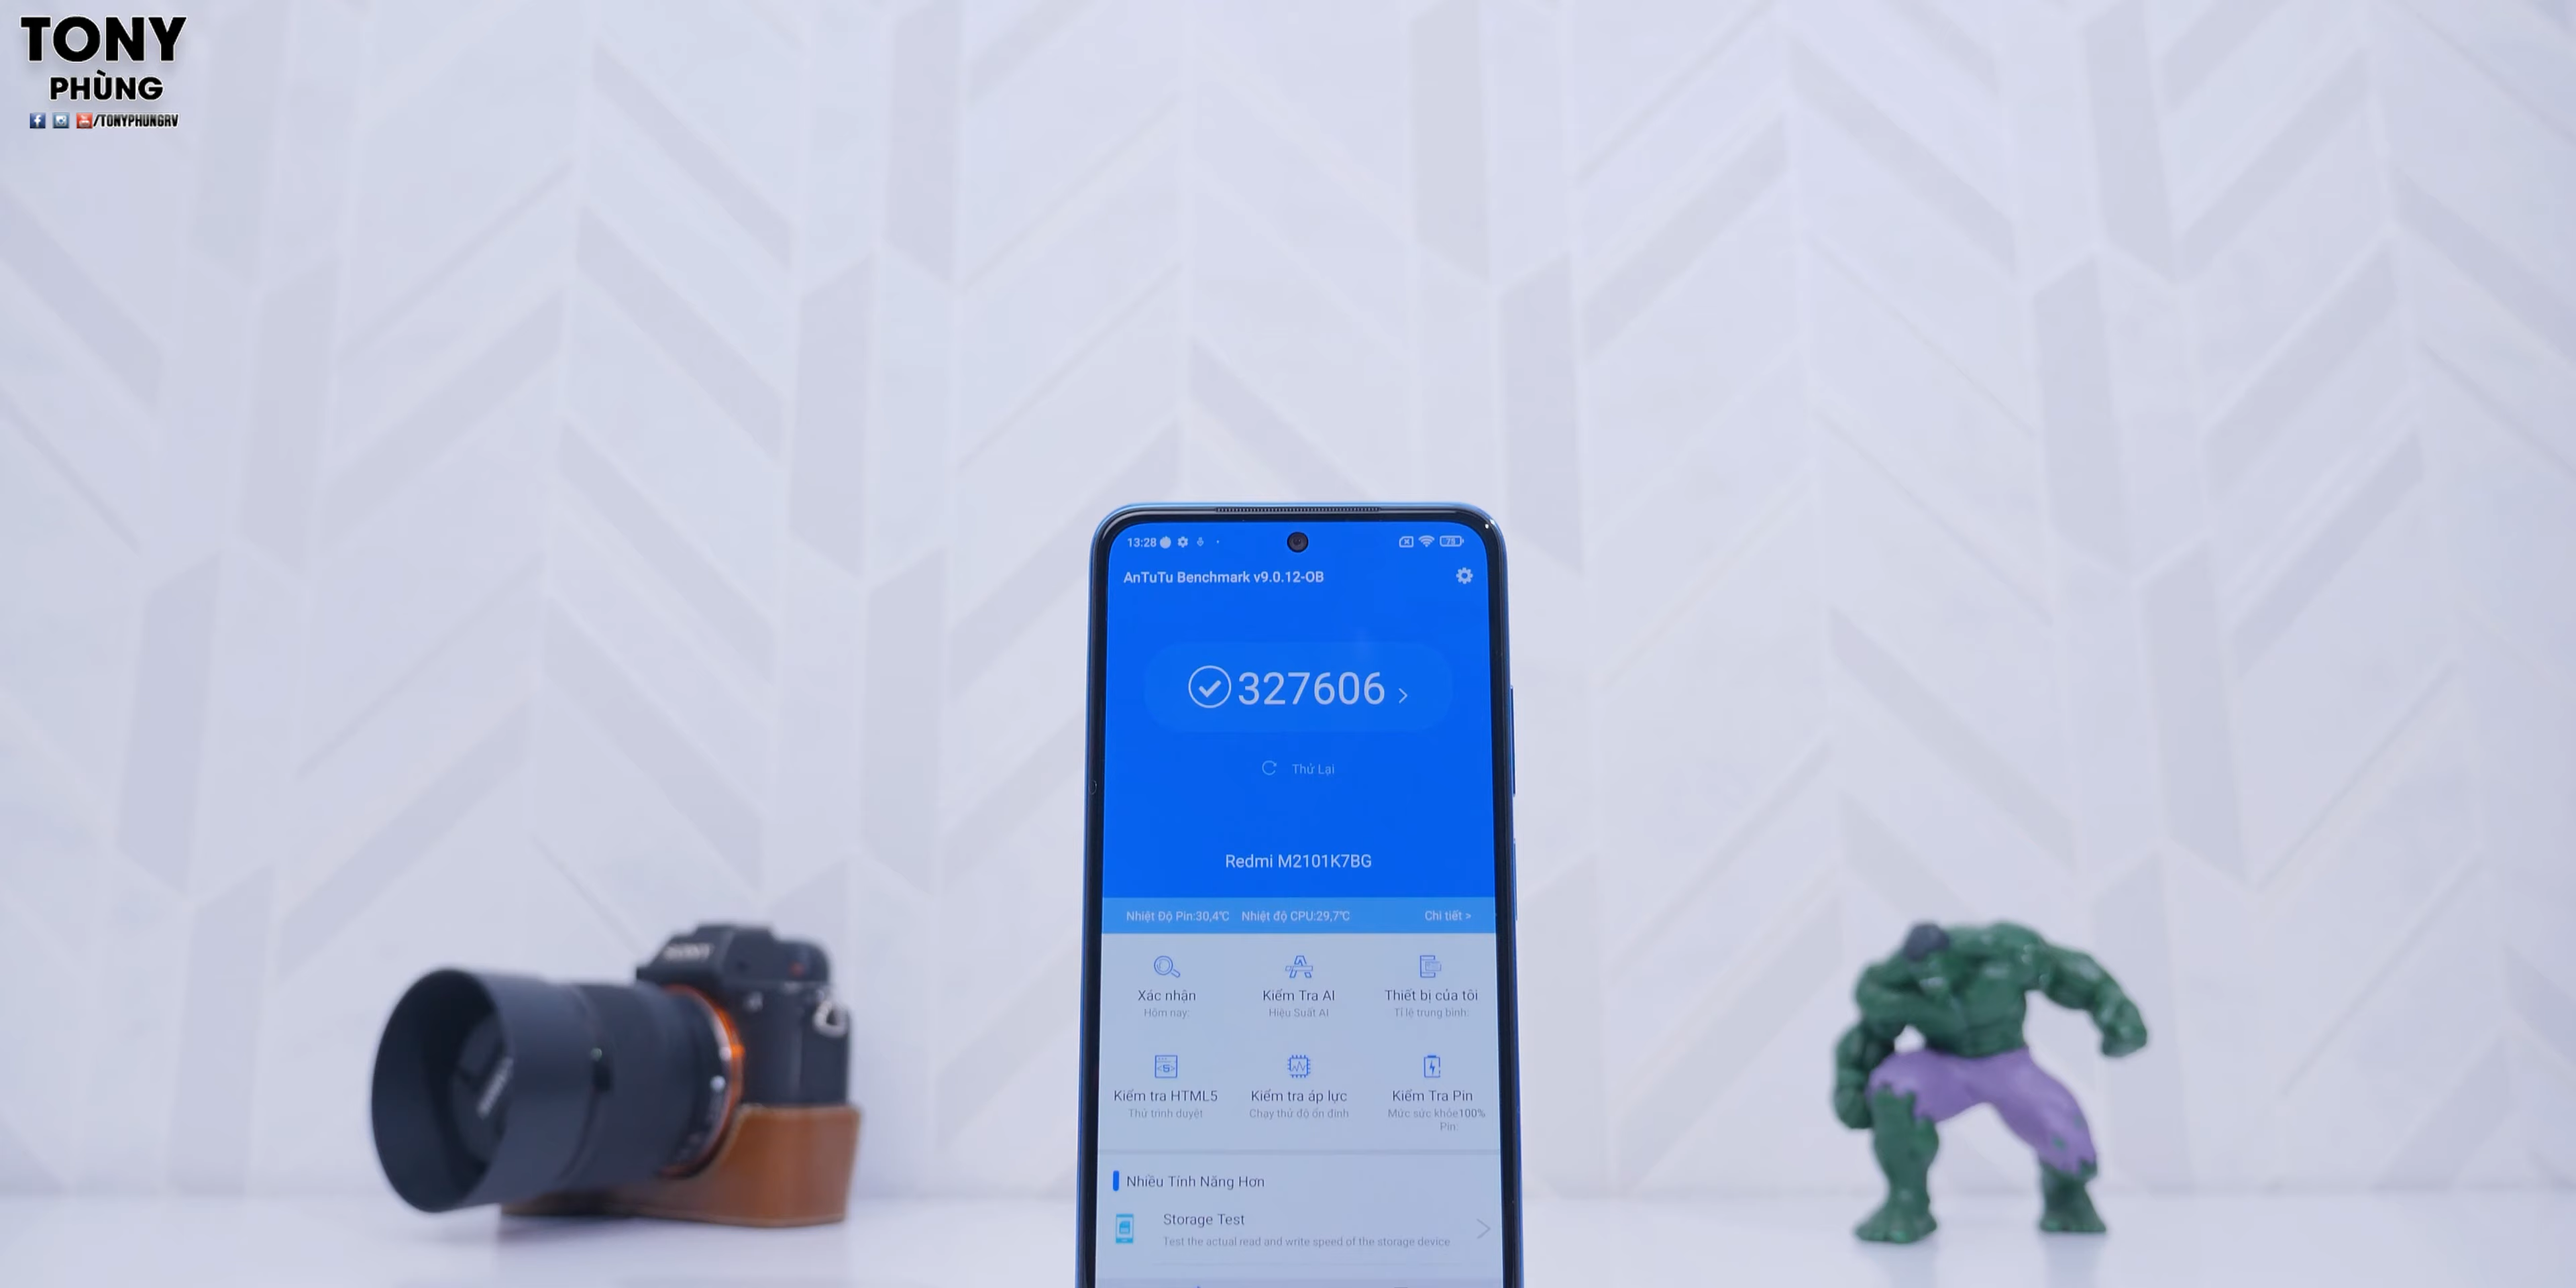 TONY
PHÙNG
/TONYPHUNGRV
13:28
78
AnTuTu Benchmark v9.0.12-OB
327606
Thử Lại
Redmi M2101K7BG
Nhiệt Độ Pin:30,4℃ Nhiệt độ CPU:29,7℃ Chi tiết >
Xác nhận Kiểm Tra AI Thiết bị của tôi
Hôm nay: Hiệu Suất AI Tỉ lệ trung bình:
Kiểm tra HTML5 Kiểm tra áp lực Kiểm Tra Pin
Thử trình duyệt Chạy thử độ ổn định Mức sức khỏe100%
Pin:
Nhiều Tính Năng Hơn
Storage Test
Test the actual read and write speed of the storage device
SONY